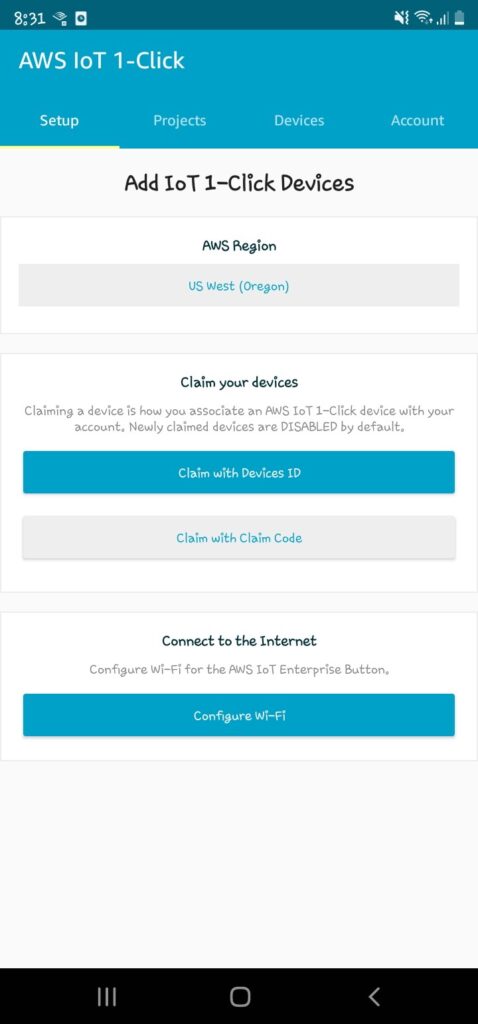 8:31
AWS IoT 1-Click
Setup Projects Devices Account
Add IoT 1-Click Devices
AWS Region
US West (Oregon)
Claim your devices
Claiming a device is how you associate an AWS IoT 1-Click device with your
account. Newly claimed devices are DISABLED by default.
Claim with Devices ID
Claim with Claim Code
Connect to the Internet
Configure Wi-Fi for the AWS IoT Enterprise Button.
Configure Wi-Fi